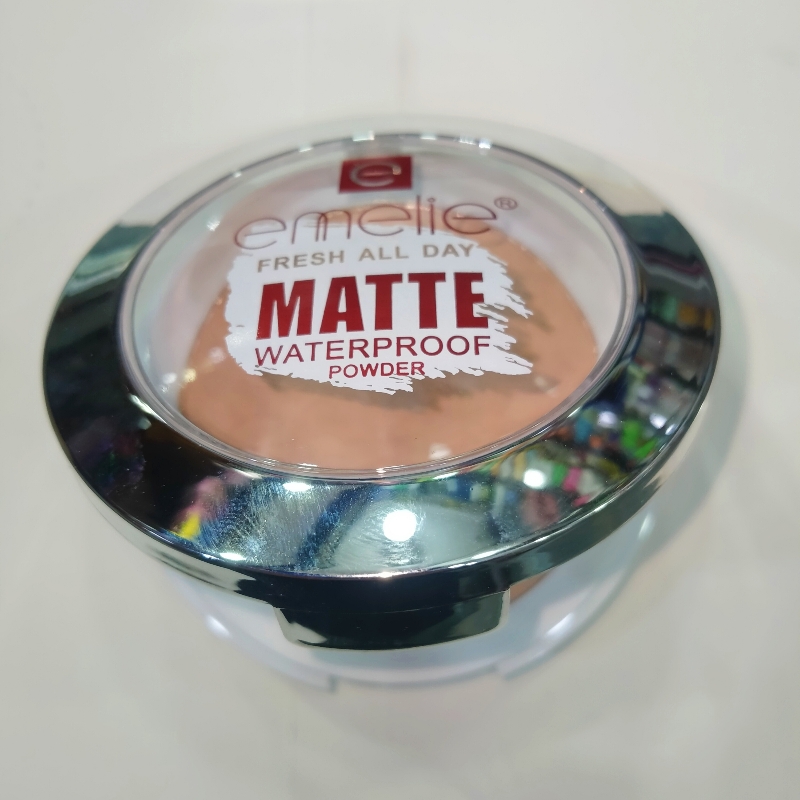 e
emelie®
FRESH ALL DAY
MATTE
WATERPROOF
POWDER